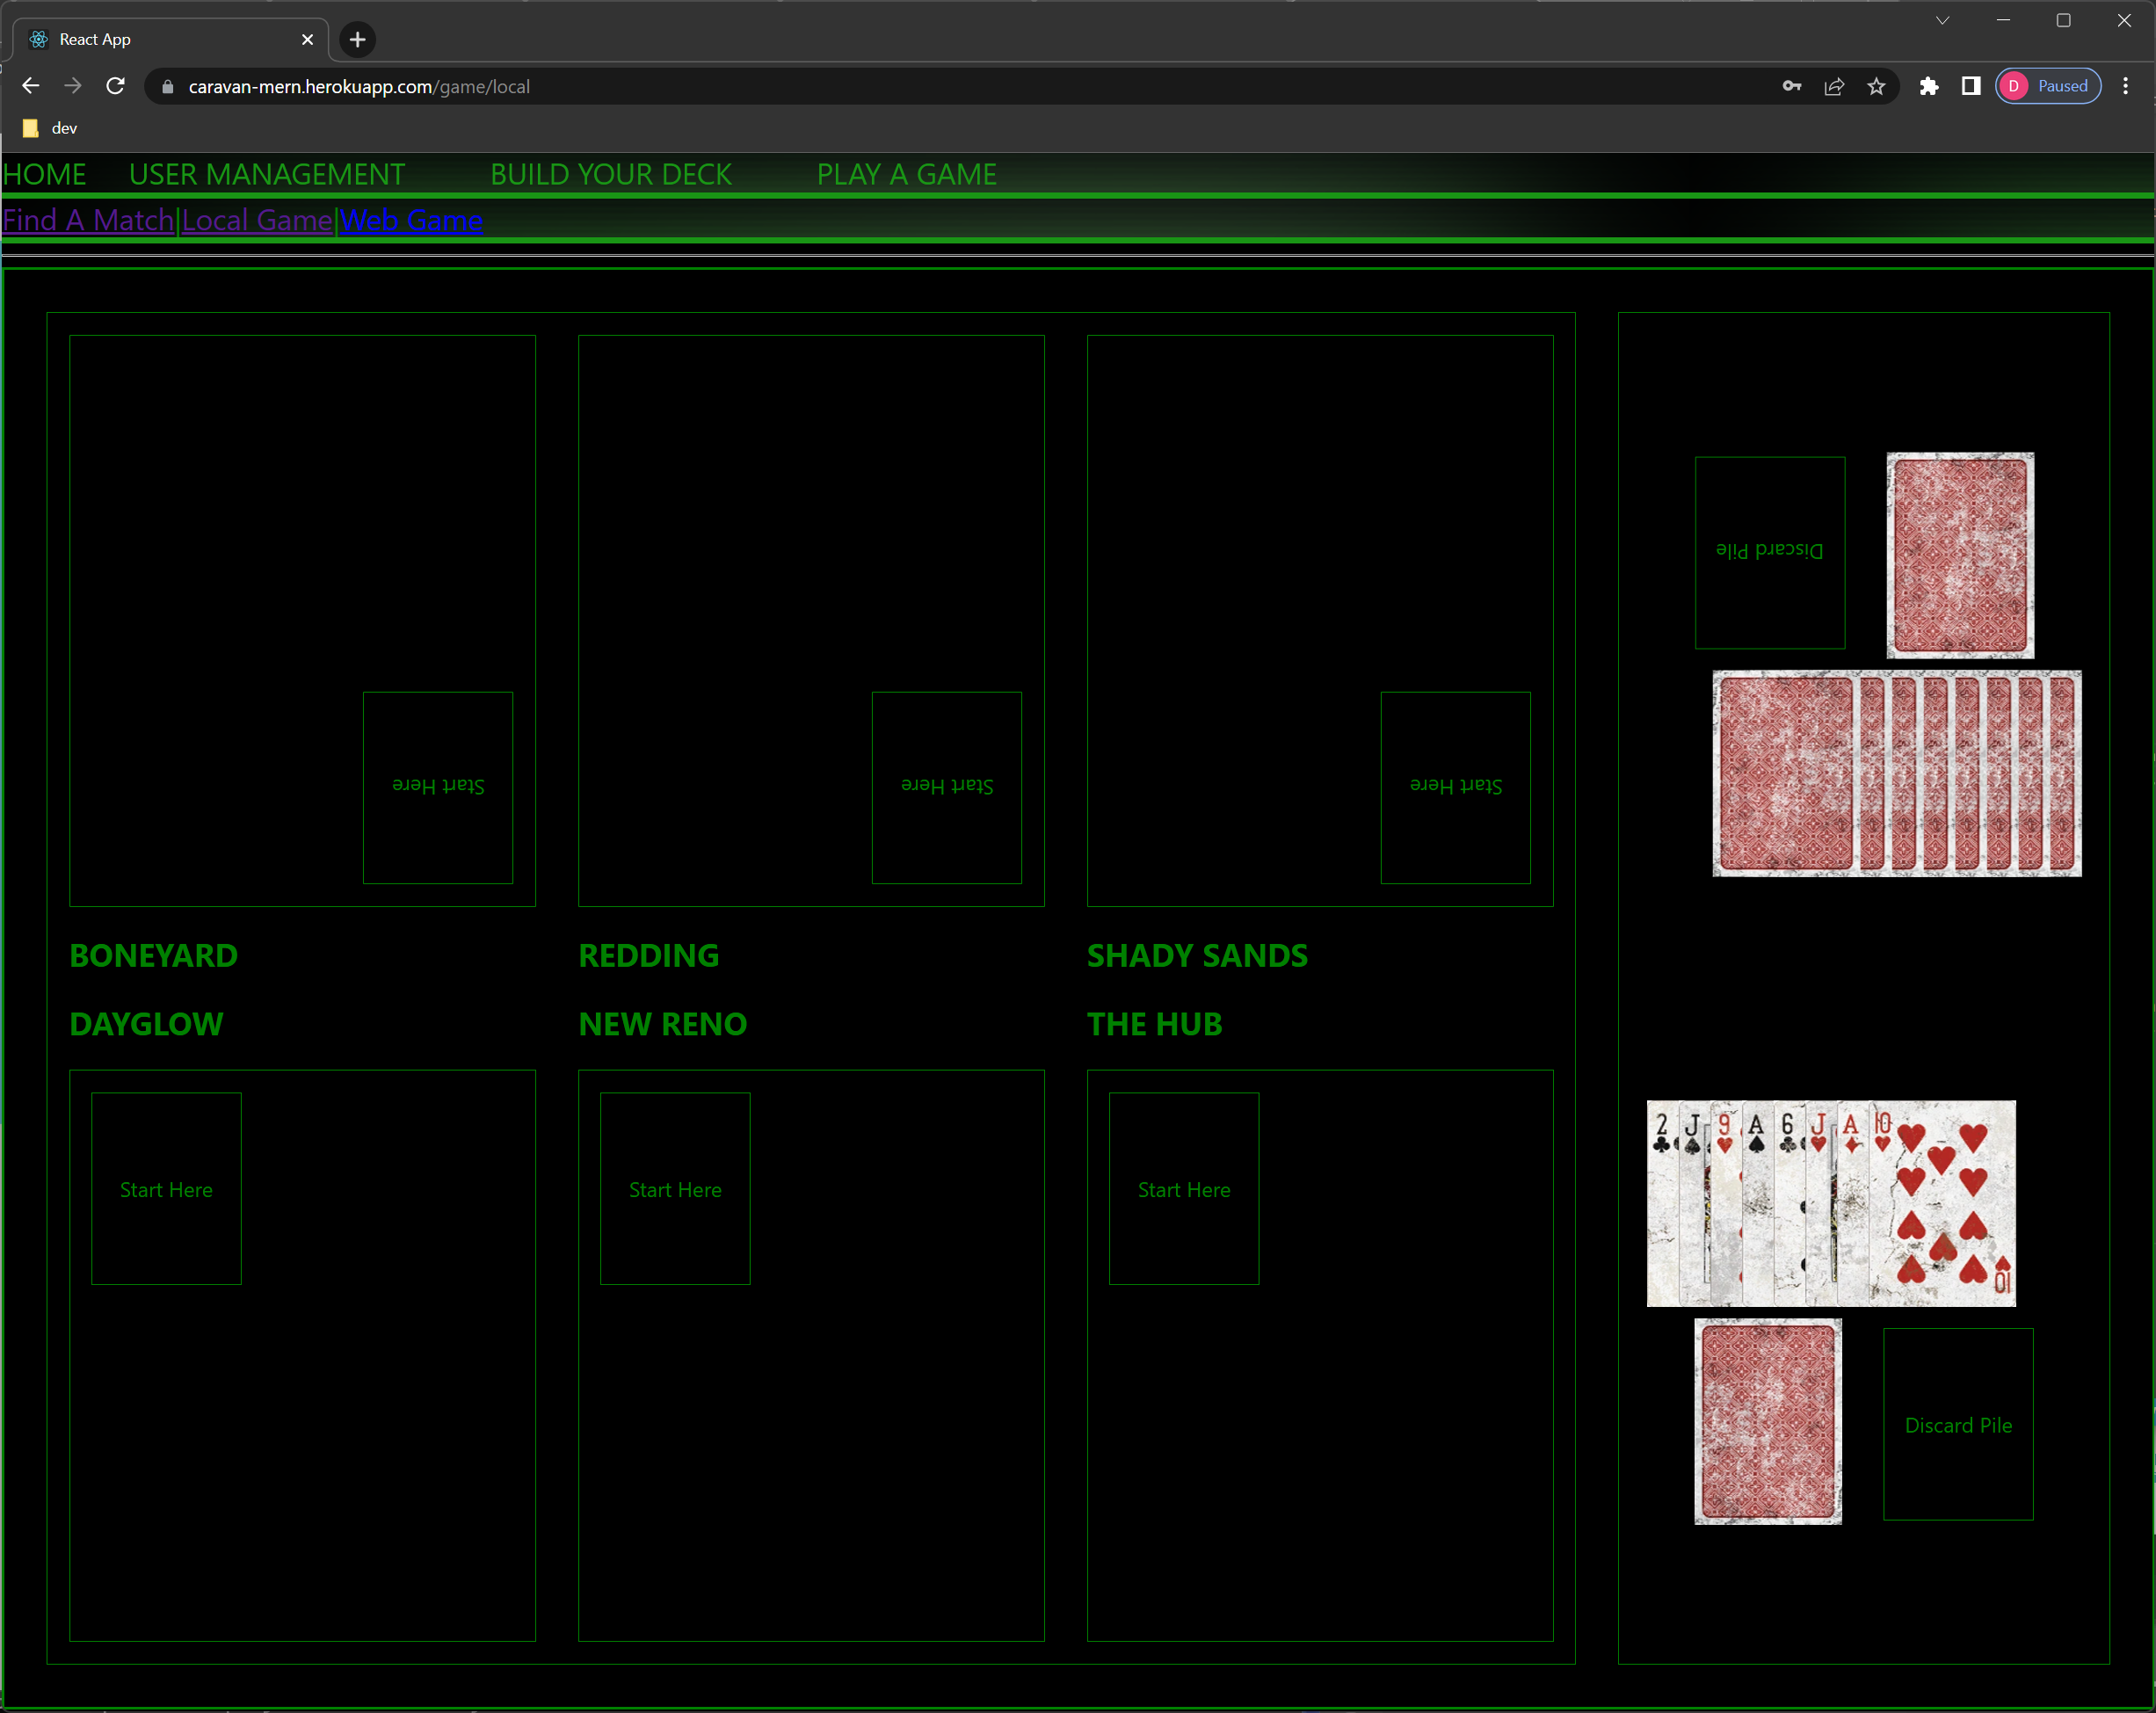 React App
caravan-mern.herokuapp.com/game/local
D Paused
dev
HOME USER MANAGEMENT BUILD YOUR DECK PLAY A GAME
Find A Match|Local Game|Web Game
Discard Pile
Start Here Start Here Start Here
BONEYARD REDDING SHADY SANDS
DAYGLOW NEW RENO THE HUB
2 J 9 A 6 J A 10
Start Here Start Here Start Here
10
Discard Pile